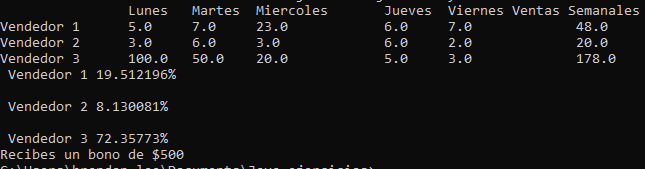 Lunes Martes Miercoles Jueves Viernes Ventas Semanales
Vendedor 1 5.0 7.0 23.0 6.0 7.0 48.0
Vendedor 2 3.0 6.0 3.0 6.0 2.0 20.0
Vendedor 3 100.0 50.0 20.0 5.0 3.0 178.0
Vendedor 1 19.512196%
Vendedor 2 8.130081%
Vendedor 3 72.35773%
Recibes un bono de $500